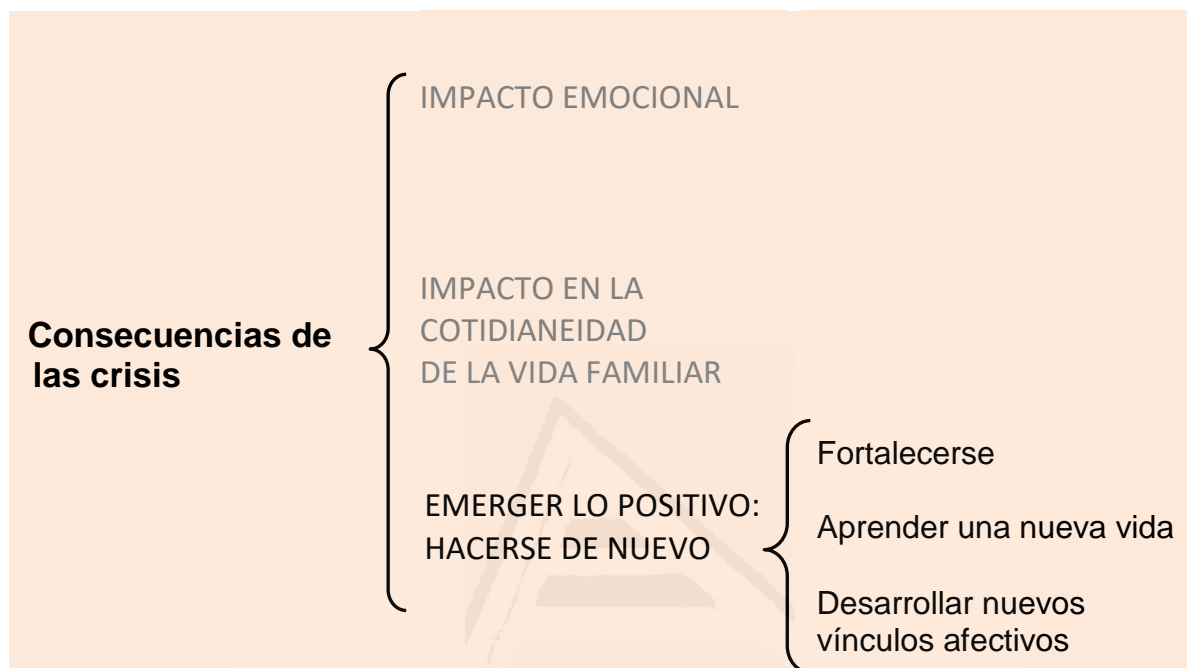 IMPACTO EMOCIONAL
IMPACTO EN LA
COTIDIANEIDAD
DE LA VIDA FAMILIAR
Consecuencias de
las crisis
EMERGER LO POSITIVO:
HACERSE DE NUEVO
Fortalecerse
Aprender una nueva vida
Desarrollar nuevos
vínculos afectivos